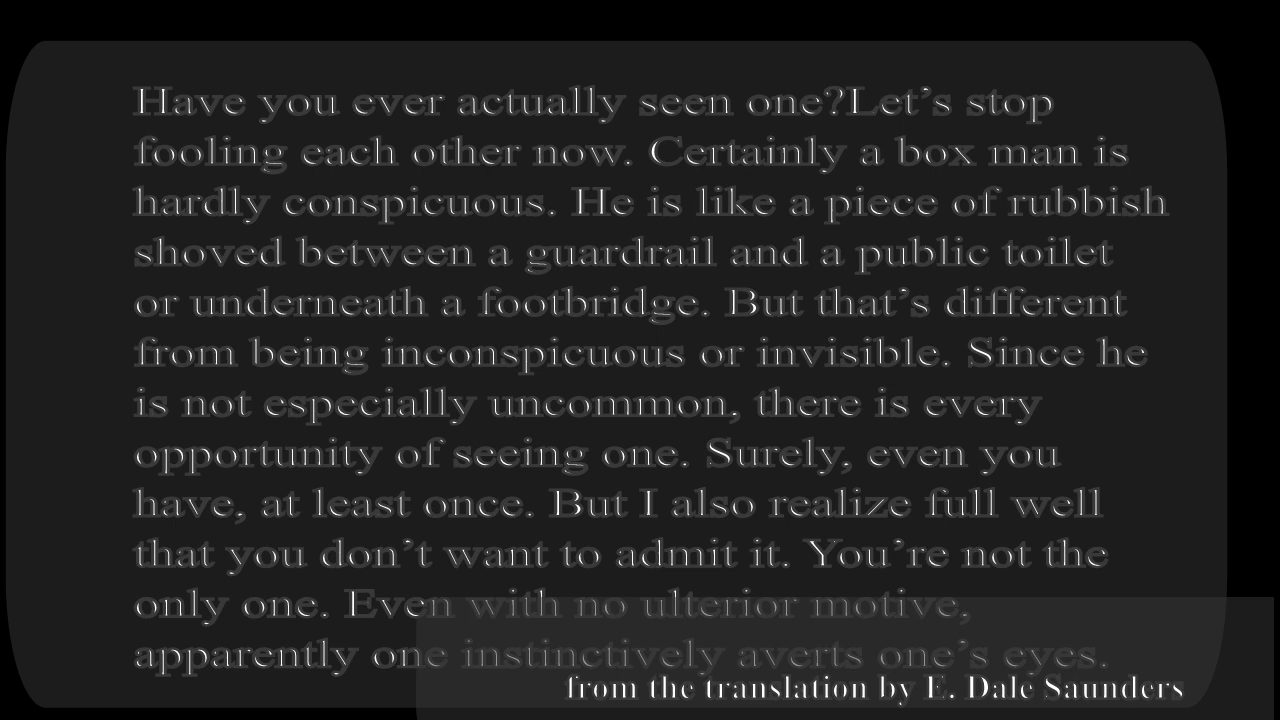 Have you ever actually seen one?Let's stop
fooling each other now. Certainly a box man is
hardly conspicuous. He is like a piece of rubbish
shoved between a guardrail and a public toilet
or underneath a footbridge. But that's different
from being inconspicuous or invisible. Since he
is not especially uncommon, there is every
opportunity of seeing one. Surely, even you
have, at least once. But I also realize full well
that you don't want to admit it. You're not the
only one. Even with no ulterior motive,
apparently one instinctively averts one's eyes.
from the translation by E. Dale Saunders